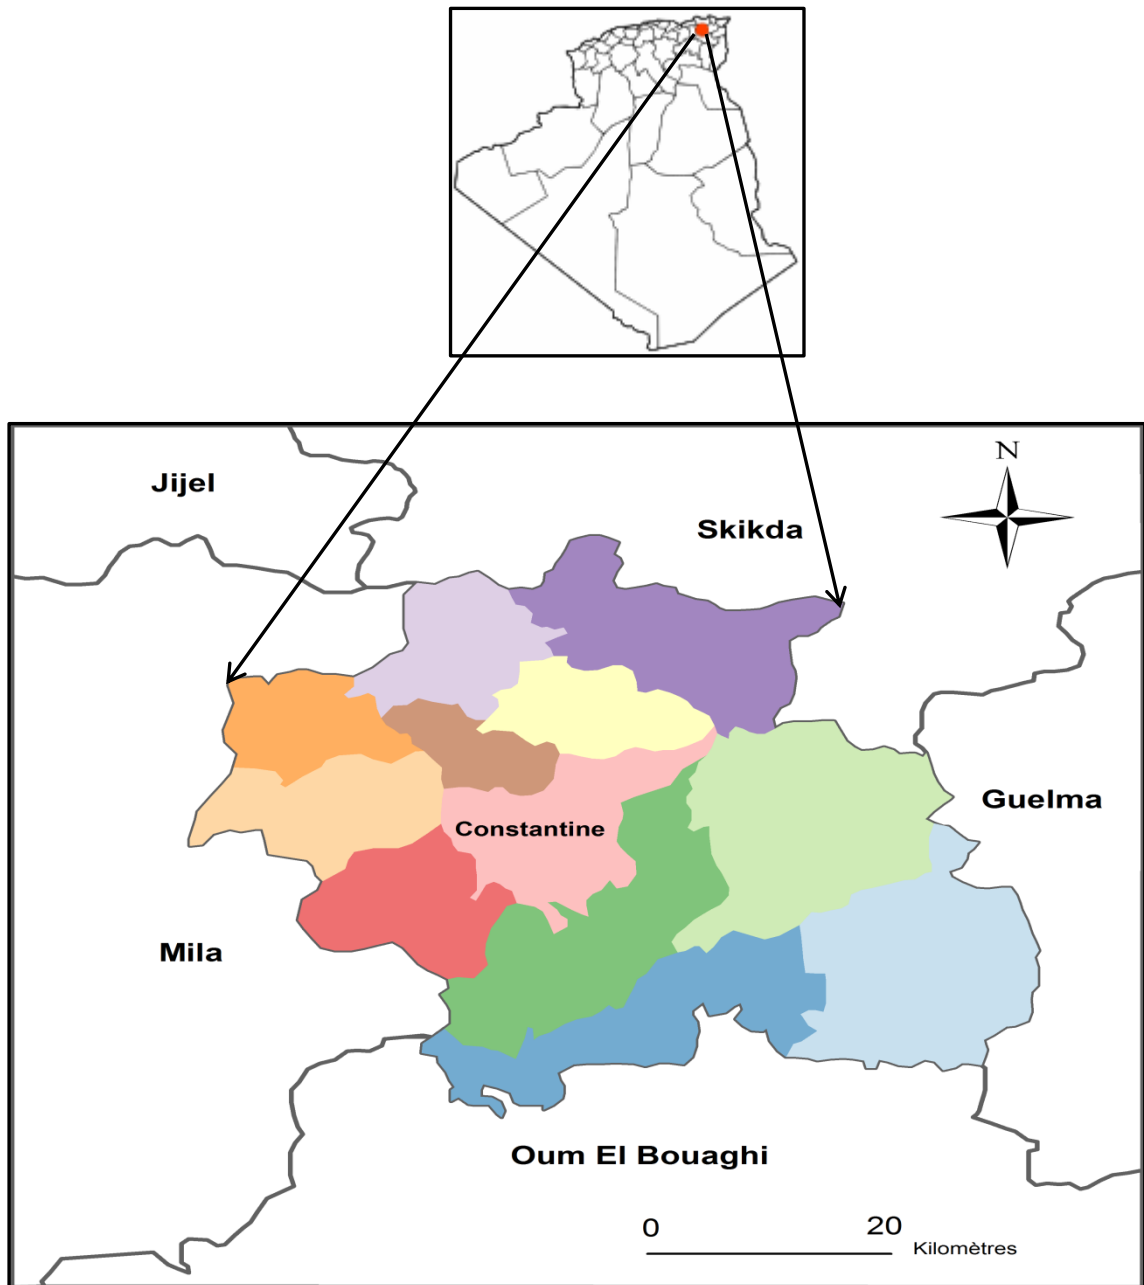 N
Jijel
Skikda
Guelma
Constantine
Mila
Oum El Bouaghi
0 20
Kilomètres